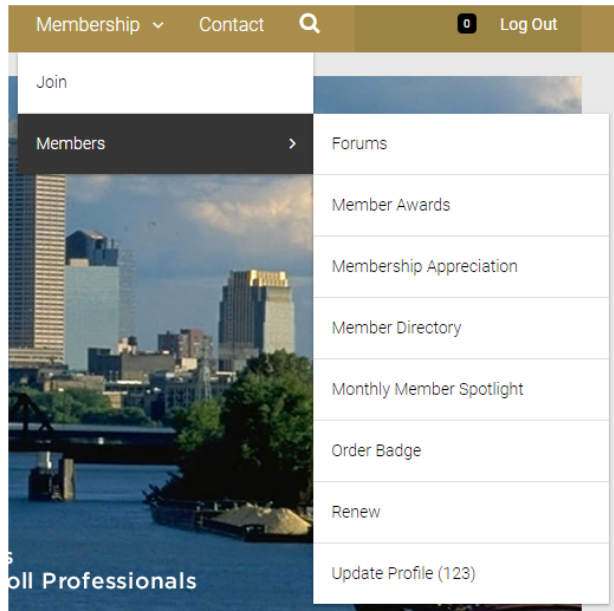 Membership Contact 0 Log Out
Join
Members
Forums
Member Awards
Membership Appreciation
Member Directory
Monthly Member Spotlight
Order Badge
Renew
Update Profile (123)
s
oll Professionals